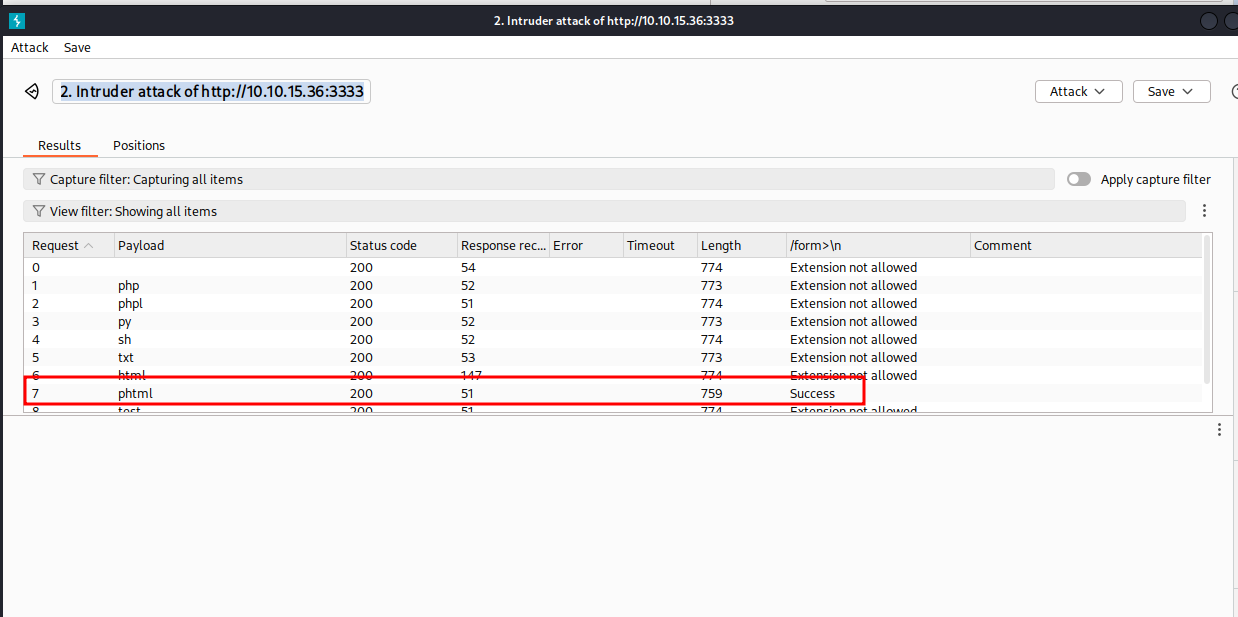 2. Intruder attack of http://10.10.15.36:3333
Attack Save
2. Intruder attack of http://10.10.15.36:3333
Attack Save
Results Positions
Capture filter: Capturing all items Apply capture filter
View filter: Showing all items
Request Payload Status code Response rec... Error Timeout Length /form>\n Comment
0 200 54 774 Extension not allowed
1 php 200 52 773 Extension not allowed
2 phpl 200 51 774 Extension not allowed
3 py 200 52 773 Extension not allowed
4 sh 200 52 774 Extension not allowed
5 txt 200 53 773 Extension not allowed
6 html 200 147 774 Extension not allowed
7 phtml 200 51 759 Success
8 test 200 51 774 Extension not allowed